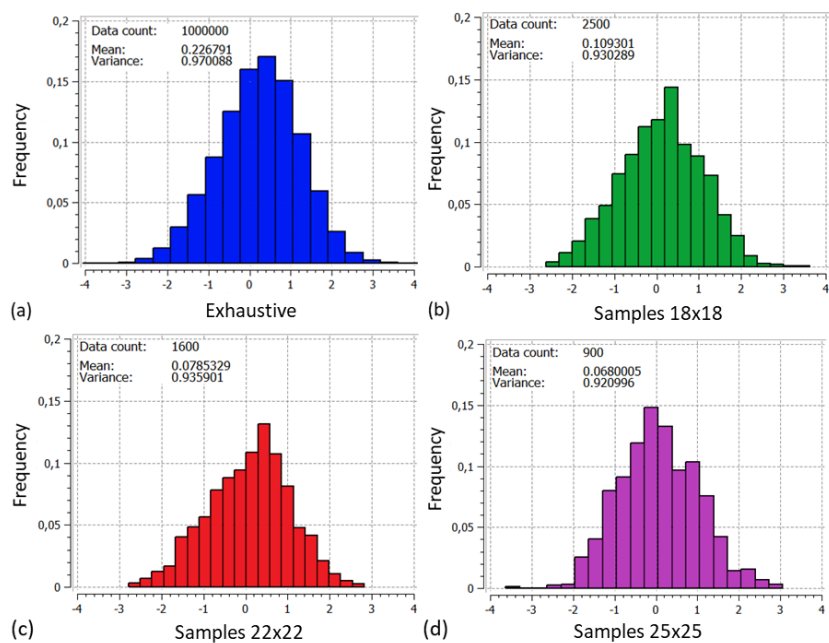 0,2
Data count: 1000000
Mean: 0.226791
Variance: 0.970088
0,15
0,1
0,05
0
Frequency
-4 -3 -2 -1 0 1 2 3 4
(a) Exhaustive
0,2
Data count: 2500
Mean: 0.109301
Variance: 0.930289
0,15
0,1
0,05
0
Frequency
-4 -3 -2 -1 0 1 2 3 4
(b) Samples 18x18
0,2
Data count: 1600
Mean: 0.0785329
Variance: 0.935901
0,15
0,1
0,05
0
Frequency
-4 -3 -2 -1 0 1 2 3 4
(c) Samples 22x22
0,2
Data count: 900
Mean: 0.0680005
Variance: 0.920996
0,15
0,1
0,05
0
Frequency
-4 -3 -2 -1 0 1 2 3 4
(d) Samples 25x25